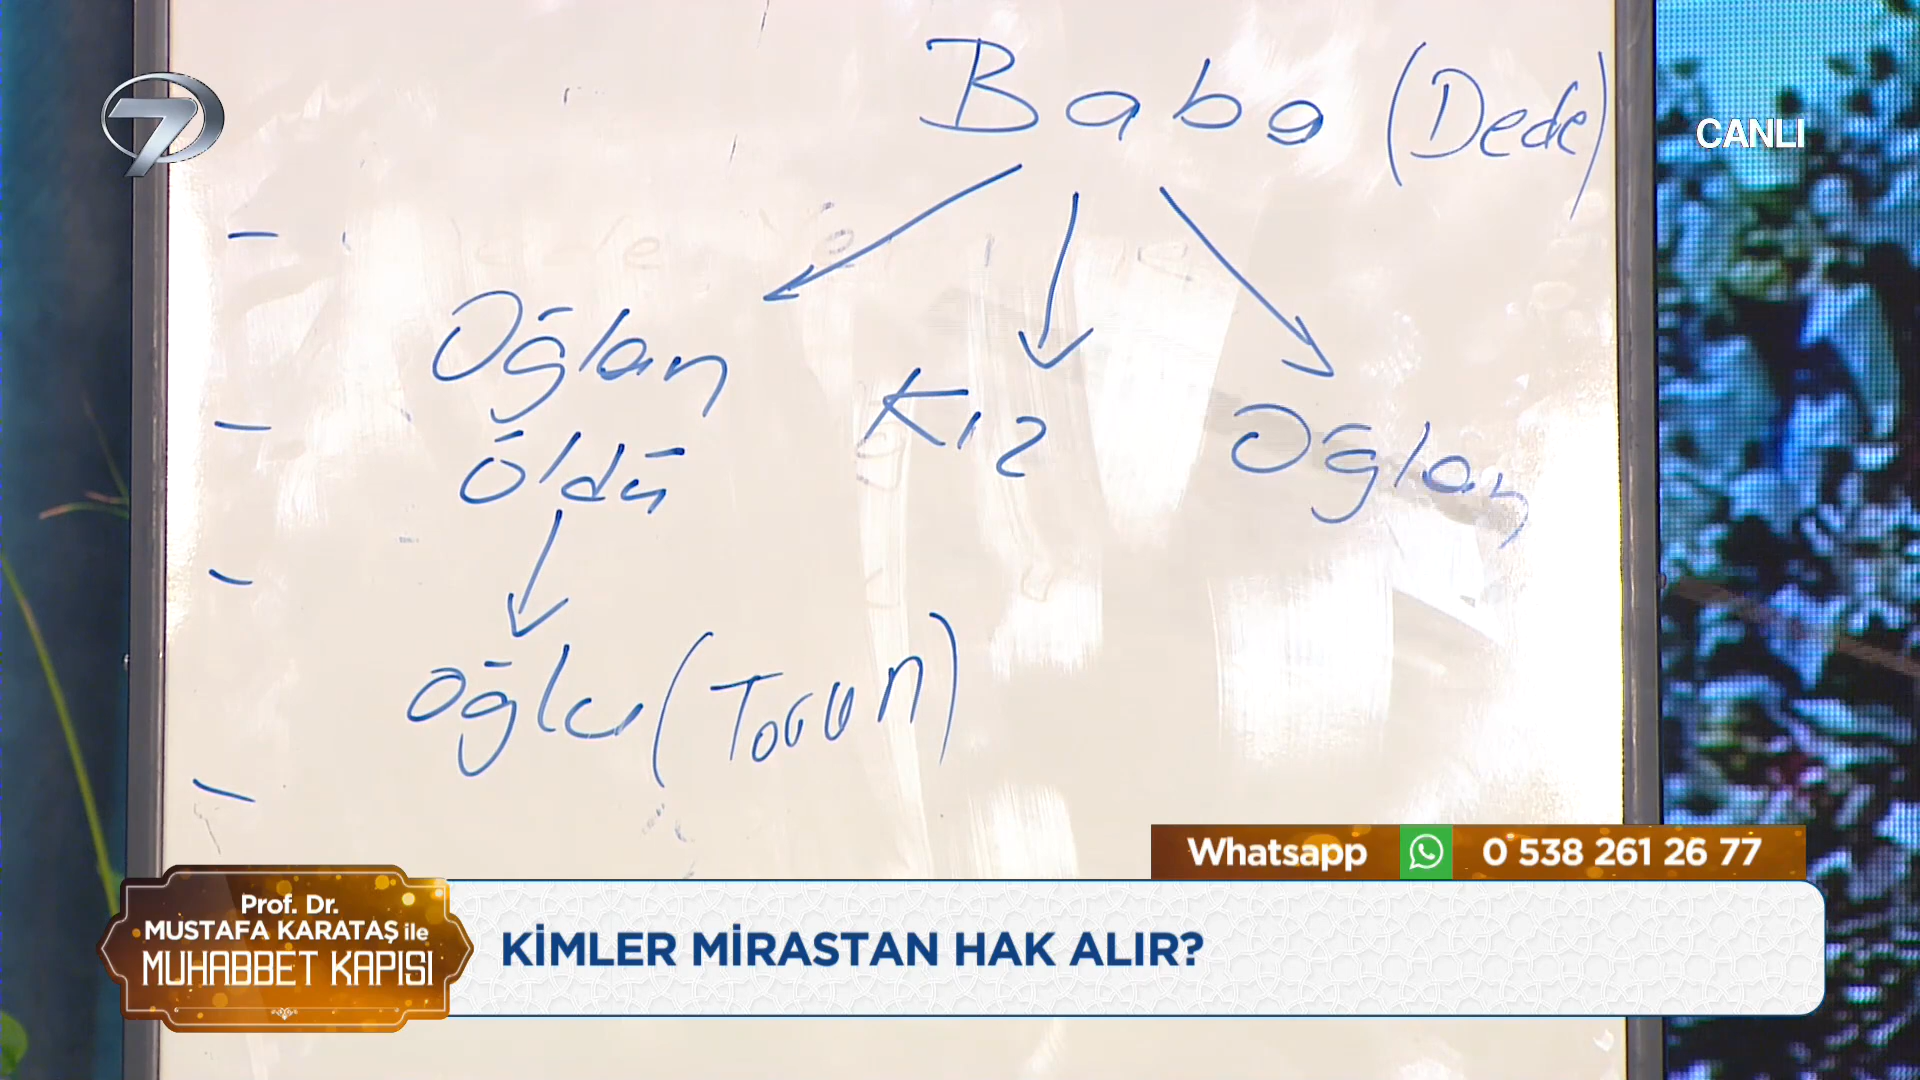 Baba (Dede)
7
CANLI
Oğlan
Öldü
Kız
Oğlan
Oğlu (Torun)
Whatsapp 0 538 261 26 77
Prof. Dr.
MUSTAFA KARATAŞ ile
MUHABBET KAPISI
KİMLER MİRASTAN HAK ALIR?